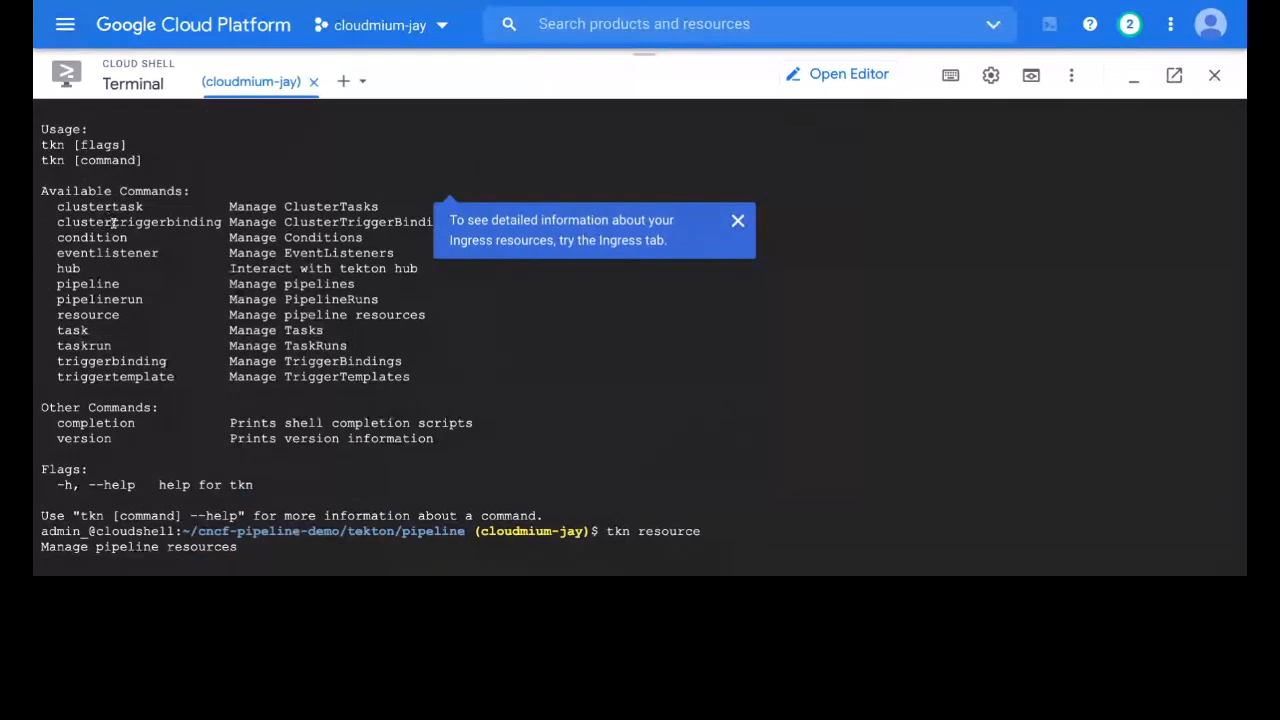 Google Cloud Platform
cloudmium-jay
Search products and resources
2
CLOUD SHELL
Terminal
(cloudmium-jay)
Open Editor
Usage:
tkn [flags]
tkn [command]
Available Commands:
clustertask Manage ClusterTasks
clustertriggerbinding Manage ClusterTriggerBindi
condition Manage Conditions
eventlistener Manage EventListeners
hub Interact with tekton hub
pipeline Manage pipelines
pipelinerun Manage PipelineRuns
resource Manage pipeline resources
task Manage Tasks
taskrun Manage TaskRuns
triggerbinding Manage TriggerBindings
triggertemplate Manage TriggerTemplates
To see detailed information about your
Ingress resources, try the Ingress tab.
Other Commands:
completion Prints shell completion scripts
version Prints version information
Flags:
-h, --help help for tkn
Use "tkn [command] --help" for more information about a command.
admin_@cloudshell:~/cncf-pipeline-demo/tekton/pipeline (cloudmium-jay)$ tkn resource
Manage pipeline resources